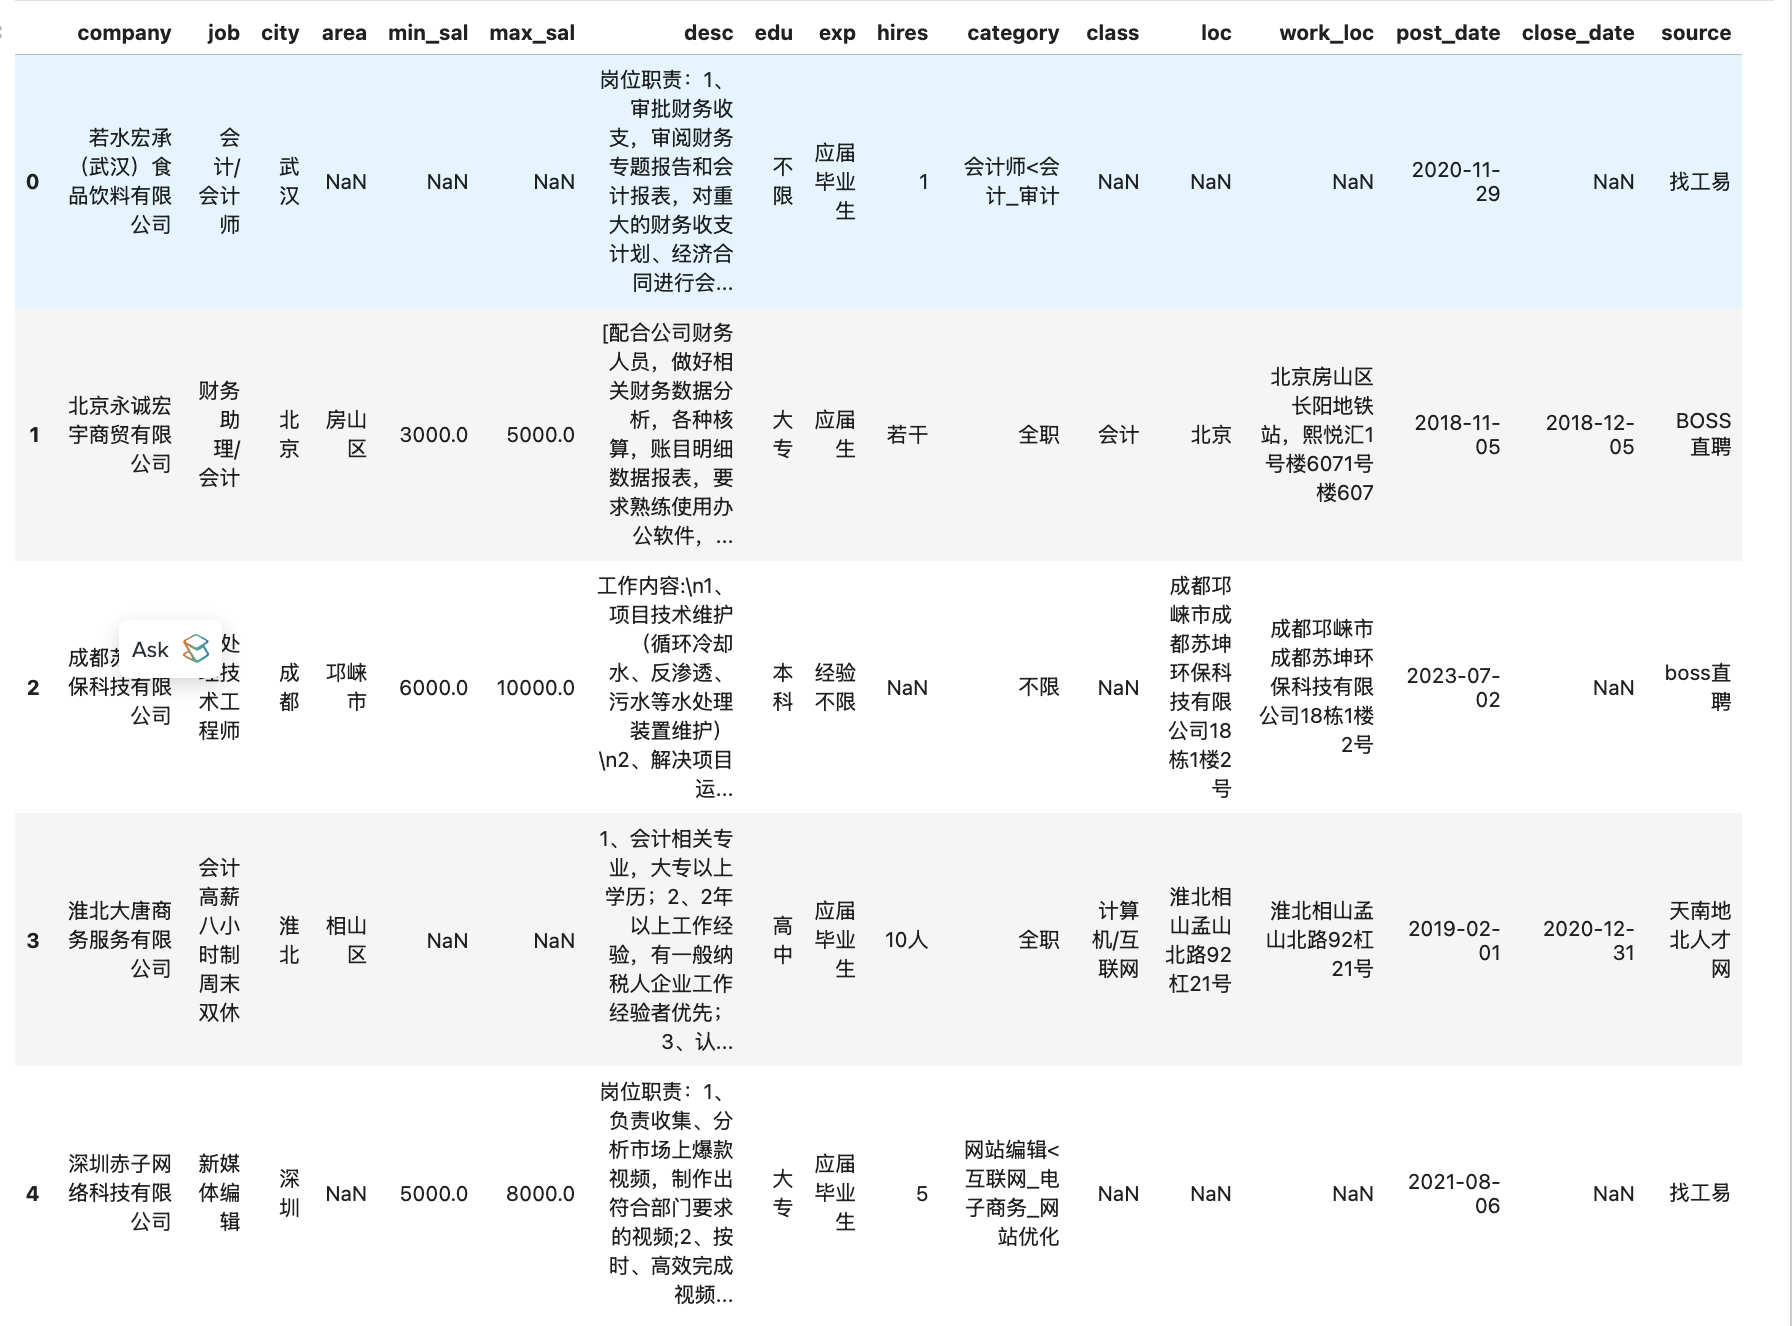 company job city area min_sal max_sal desc edu exp hires category class loc work_loc post_date close_date source
0
若水宏承
（武汉）食
品饮料有限
公司
会
计/
会计
师
武
汉
NaN
NaN
NaN
岗位职责：1、
审批财务收
支，审阅财务
专题报告和会
计报表，对重
大的财务收支
计划、经济合
同进行会...
不
限
应届
毕业
生
1
会计师<会
计_审计
NaN
NaN
NaN
2020-11-
29
NaN
找工易
1
北京永诚宏
宇商贸有限
公司
财务
助
理/
会计
北
京
房山
区
3000.0
5000.0
[配合公司财务
人员，做好相
关财务数据分
析，各种核
算，账目明细
数据报表，要
求熟练使用办
公软件，...
大
专
应届
生
若干
全职
会计
北京
北京房山区
长阳地铁
站，熙悦汇1
号楼6071号
楼607
2018-11-
05
2018-12-
05
BOSS
直聘
2
成都
保科技有限
公司
Ask
处
技
术工
程师
成
都
邛崃
市
6000.0
10000.0
工作内容:\n1、
项目技术维护
（循环冷却
水、反渗透、
污水等水处理
装置维护）
\n2、解决项目
运...
本
科
经验
不限
NaN
不限
NaN
成都邛
崃市成
都苏坤
环保科
技有限
公司18
栋1楼2
号
成都邛崃市
成都苏坤环
保科技有限
公司18栋1楼
2号
2023-07-
02
NaN
boss直
聘
3
淮北大唐商
务服务有限
公司
会计
高薪
八小
时制
周末
双休
淮
北
相山
区
NaN
NaN
1、会计相关专
业，大专以上
学历；2、2年
以上工作经
验，有一般纳
税人企业工作
经验者优先；
3、认...
高
中
应届
毕业
生
10人
全职
计算
机/互
联网
淮北相
山孟山
北路92
杠21号
淮北相山孟
山北路92杠
21号
2019-02-
01
2020-12-
31
天南地
北人才
网
4
深圳赤子网
络科技有限
公司
新媒
体编
辑
深
圳
NaN
5000.0
8000.0
岗位职责：1、
负责收集、分
析市场上爆款
视频，制作出
符合部门要求
的视频;2、按
时、高效完成
视频...
大
专
应届
毕业
生
5
网站编辑<
互联网_电
子商务_网
站优化
NaN
NaN
NaN
2021-08-
06
NaN
找工易